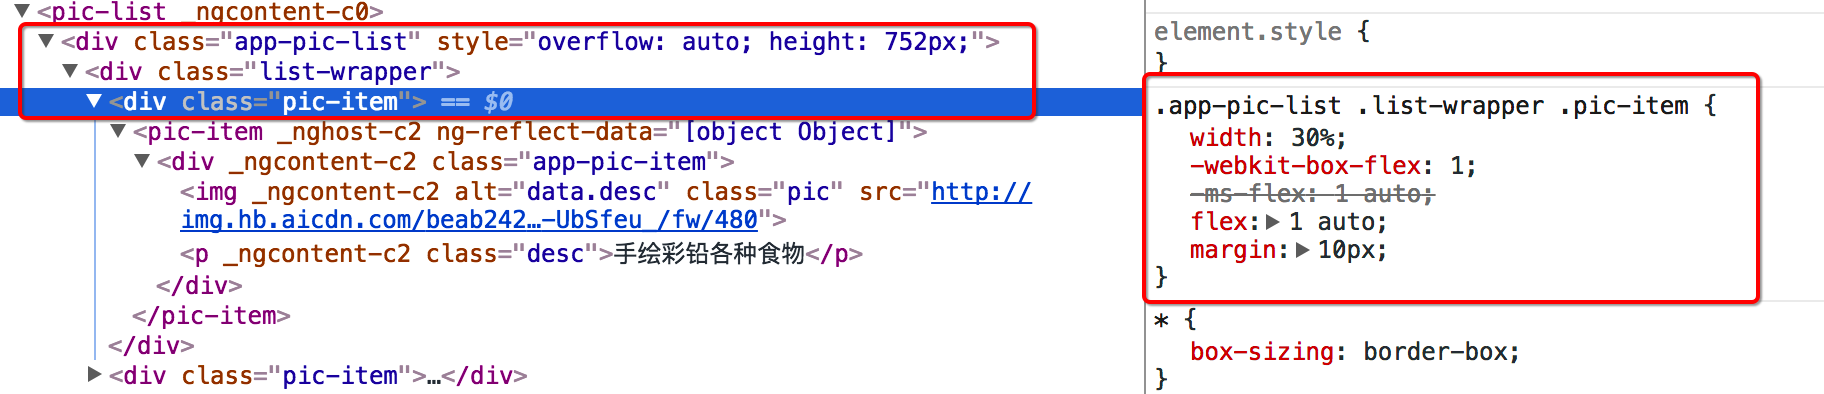 ▼<pic-list _ngcontent-c0>
▼<div class="app-pic-list" style="overflow: auto; height: 752px;">
▼<div class="list-wrapper">
▼<div class="pic-item"> == $0
▼<pic-item _nghost-c2 ng-reflect-data="[object Object]">
▼<div _ngcontent-c2 class="app-pic-item">
<img _ngcontent-c2 alt="data.desc" class="pic" src="http://
img.hb.aicdn.com/beab242…-UbSfeu_/fw/480">
<p _ngcontent-c2 class="desc">手绘彩铅各种食物</p>
</div>
</pic-item>
</div>
▶<div class="pic-item">…</div>
element.style {
}
.app-pic-list .list-wrapper .pic-item {
width: 30%;
-webkit-box-flex: 1;
-ms-flex: 1 auto;
flex:▶1 auto;
margin:▶10px;
}
* {
box-sizing: border-box;
}